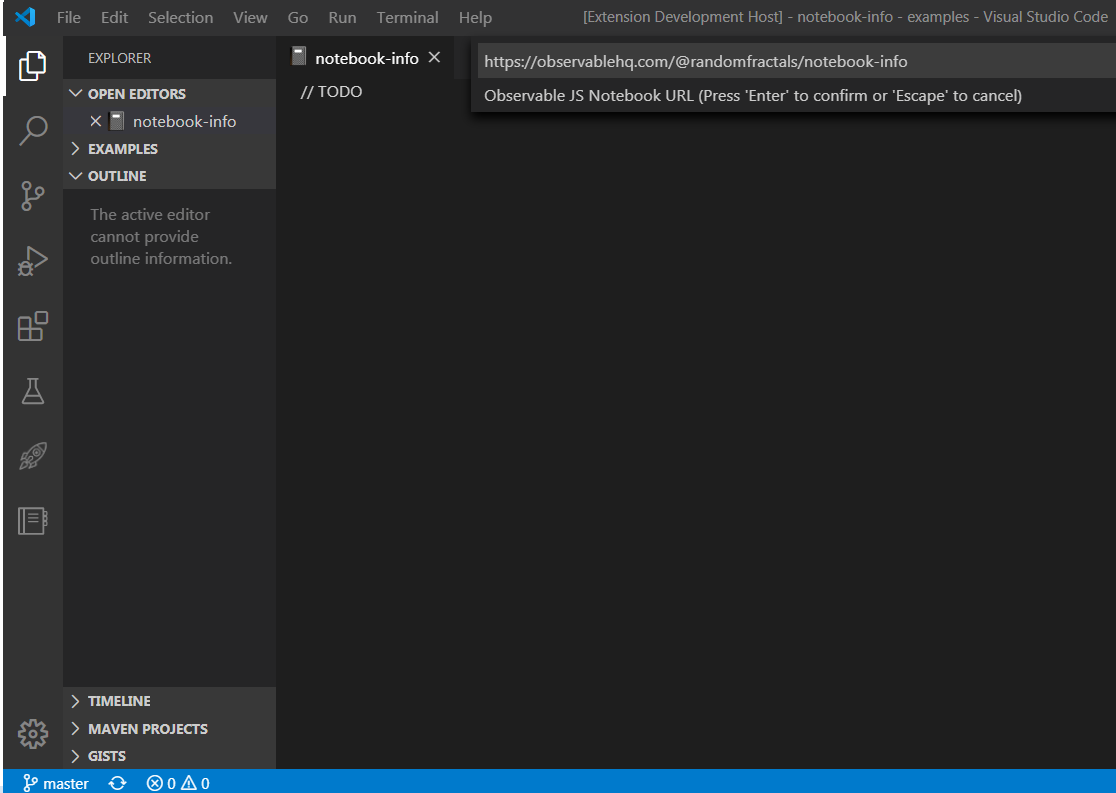 File Edit Selection View Go Run Terminal Help [Extension Development Host] - notebook-info - examples - Visual Studio Code
EXPLORER
OPEN EDITORS
notebook-info
EXAMPLES
OUTLINE
The active editor
cannot provide
outline information.
TIMELINE
MAVEN PROJECTS
GISTS
notebook-info
// TODO
https://observablehq.com/@randomfractals/notebook-info
Observable JS Notebook URL (Press 'Enter' to confirm or 'Escape' to cancel)
master 0 0